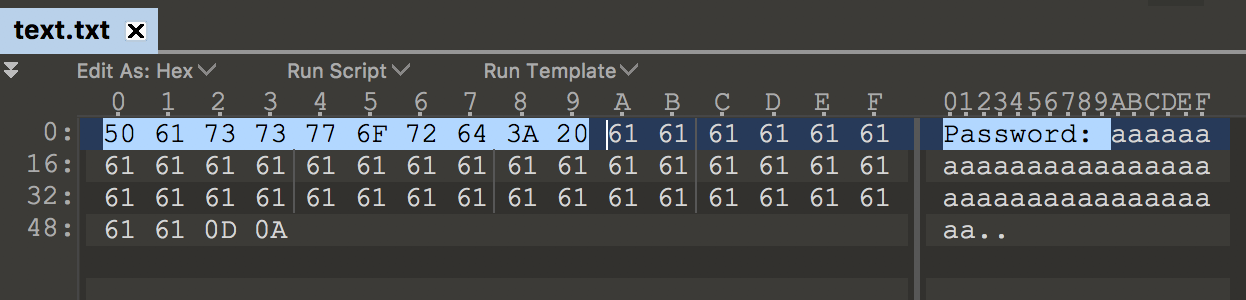 text.txt
Edit As: Hex Run Script Run Template
0 1 2 3 4 5 6 7 8 9 A B C D E F 0123456789ABCDEF
0: 50 61 73 73 77 6F 72 64 3A 20 61 61 61 61 61 61 Password: aaaaaa
16: 61 61 61 61 61 61 61 61 61 61 61 61 61 61 61 61 aaaaaaaaaaaaaaaa
32: 61 61 61 61 61 61 61 61 61 61 61 61 61 61 61 61 aaaaaaaaaaaaaaaa
48: 61 61 0D 0A aa..